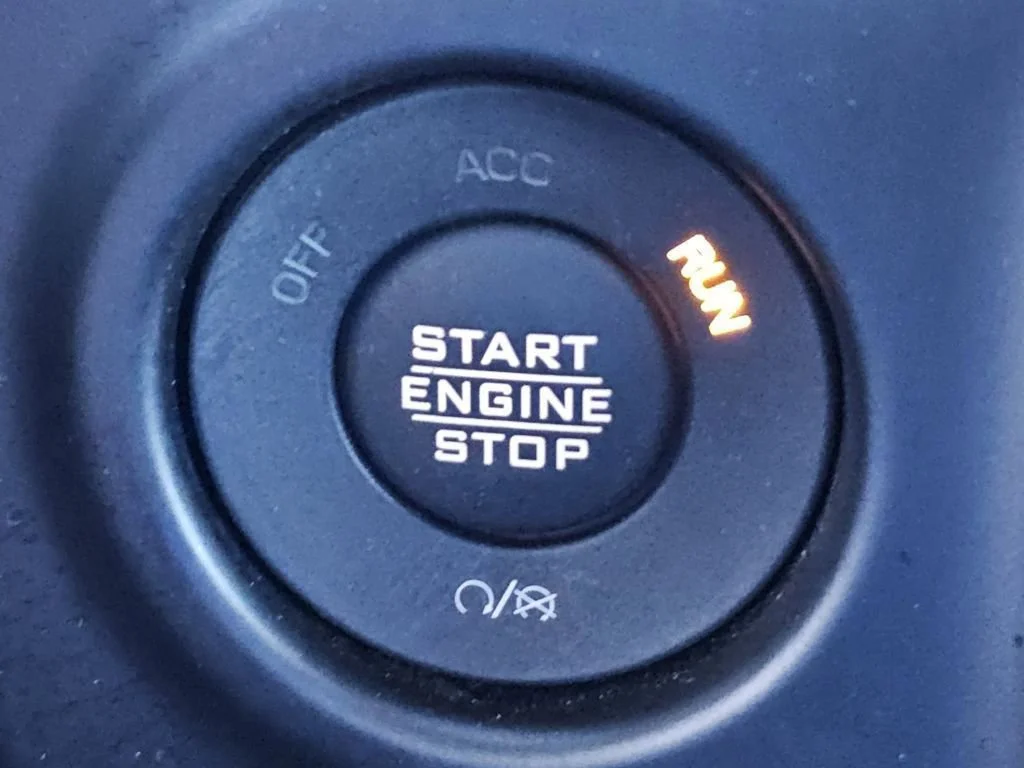 ACC
OFF
RUN
START
ENGINE
STOP